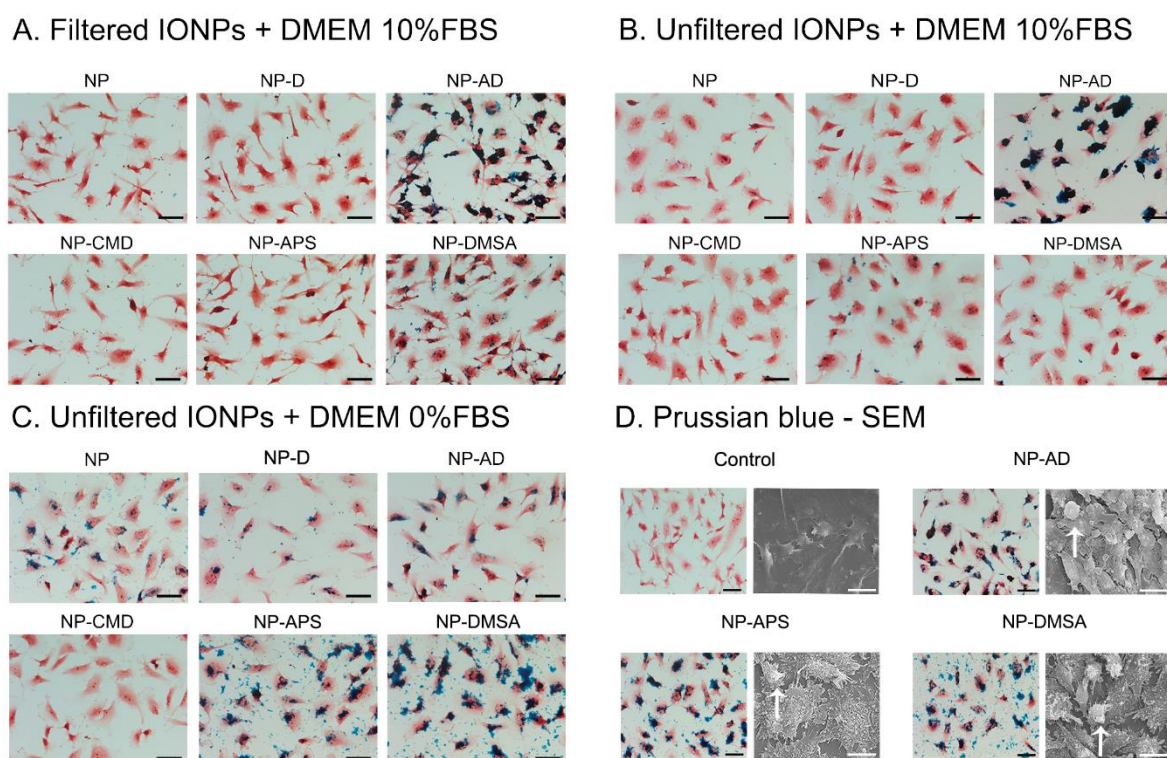 A. Filtered IONPs + DMEM 10%FBS
NP NP-D NP-AD
NP-CMD NP-APS NP-DMSA
B. Unfiltered IONPs + DMEM 10%FBS
NP NP-D NP-AD
NP-CMD NP-APS NP-DMSA
C. Unfiltered IONPs + DMEM 0%FBS
NP NP-D NP-AD
NP-CMD NP-APS NP-DMSA
D. Prussian blue - SEM
Control NP-AD
NP-APS NP-DMSA